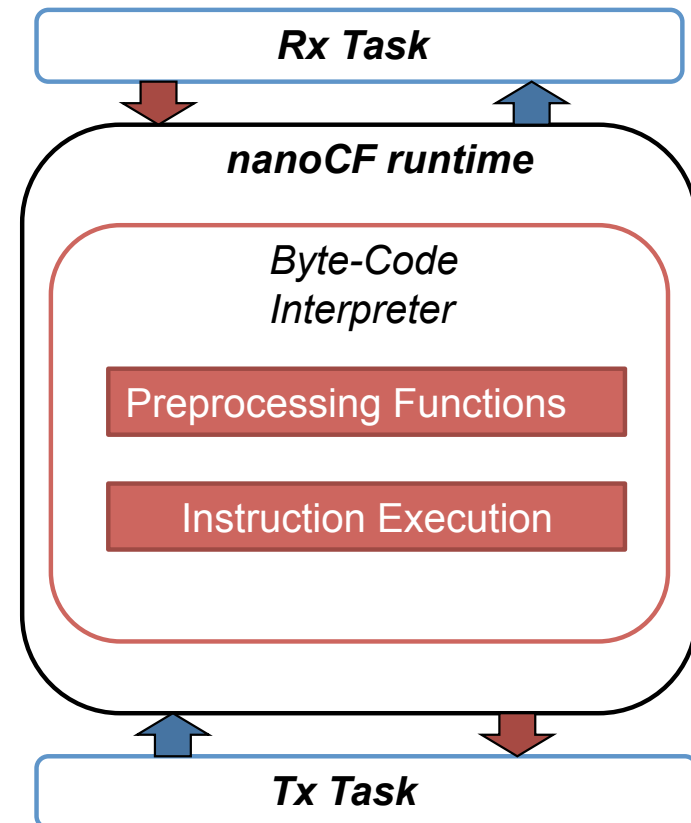 Rx Task
nanoCF runtime
Byte-Code
Interpreter
Preprocessing Functions
Instruction Execution
Tx Task